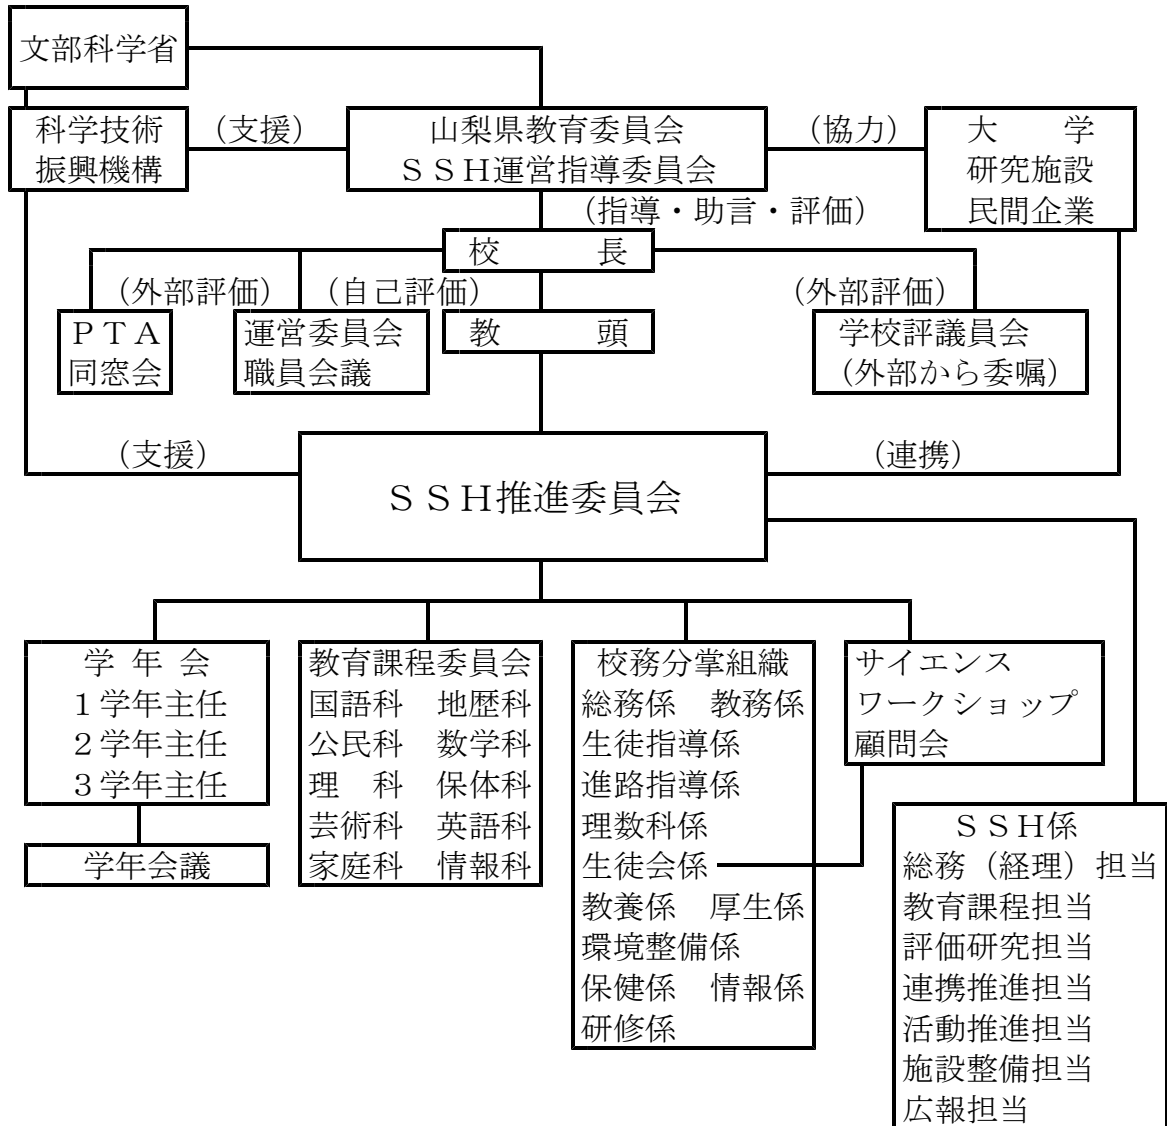 文部科学省
科学技術
振興機構
（支援）
山梨県教育委員会
ＳＳＨ運営指導委員会
（協力）
大　　学
研究施設
民間企業
（指導・助言・評価）
校　　　長
（外部評価）
（自己評価）
（外部評価）
ＰＴＡ
同窓会
運営委員会
職員会議
教　　　頭
学校評議員会
（外部から委嘱）
（支援）
（連携）
ＳＳＨ推進委員会
学 年 会
１学年主任
２学年主任
３学年主任
学年会議
教育課程委員会
国語科　地歴科
公民科　数学科
理　科　保体科
芸術科　英語科
家庭科　情報科
校務分掌組織
総務係　教務係
生徒指導係
進路指導係
理数科係
生徒会係
教養係　厚生係
環境整備係
保健係　情報係
研修係
サイエンス
ワークショップ
顧問会
ＳＳＨ係
総務（経理）担当
教育課程担当
評価研究担当
連携推進担当
活動推進担当
施設整備担当
広報担当